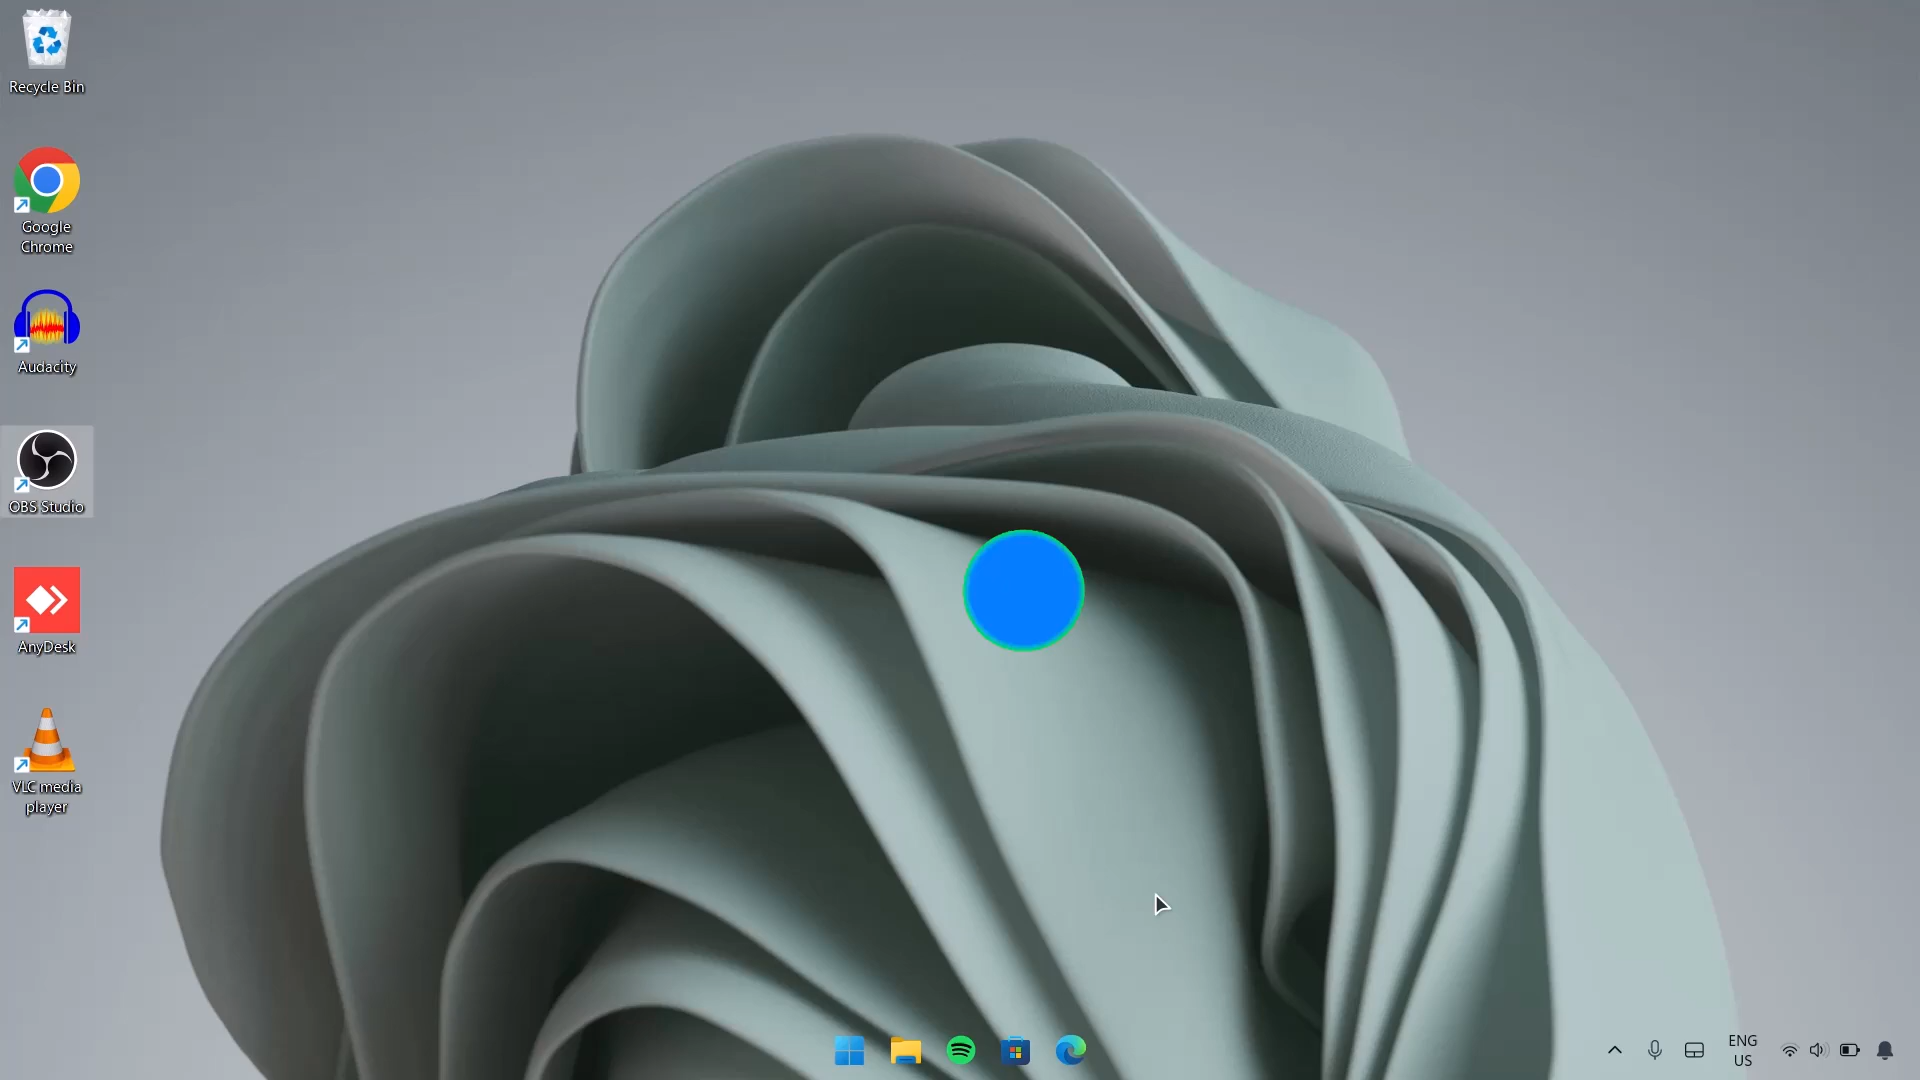 Recycle Bin
Google
Chrome
Audacity
OBS Studio
AnyDesk
VLC media
player
ENG
US